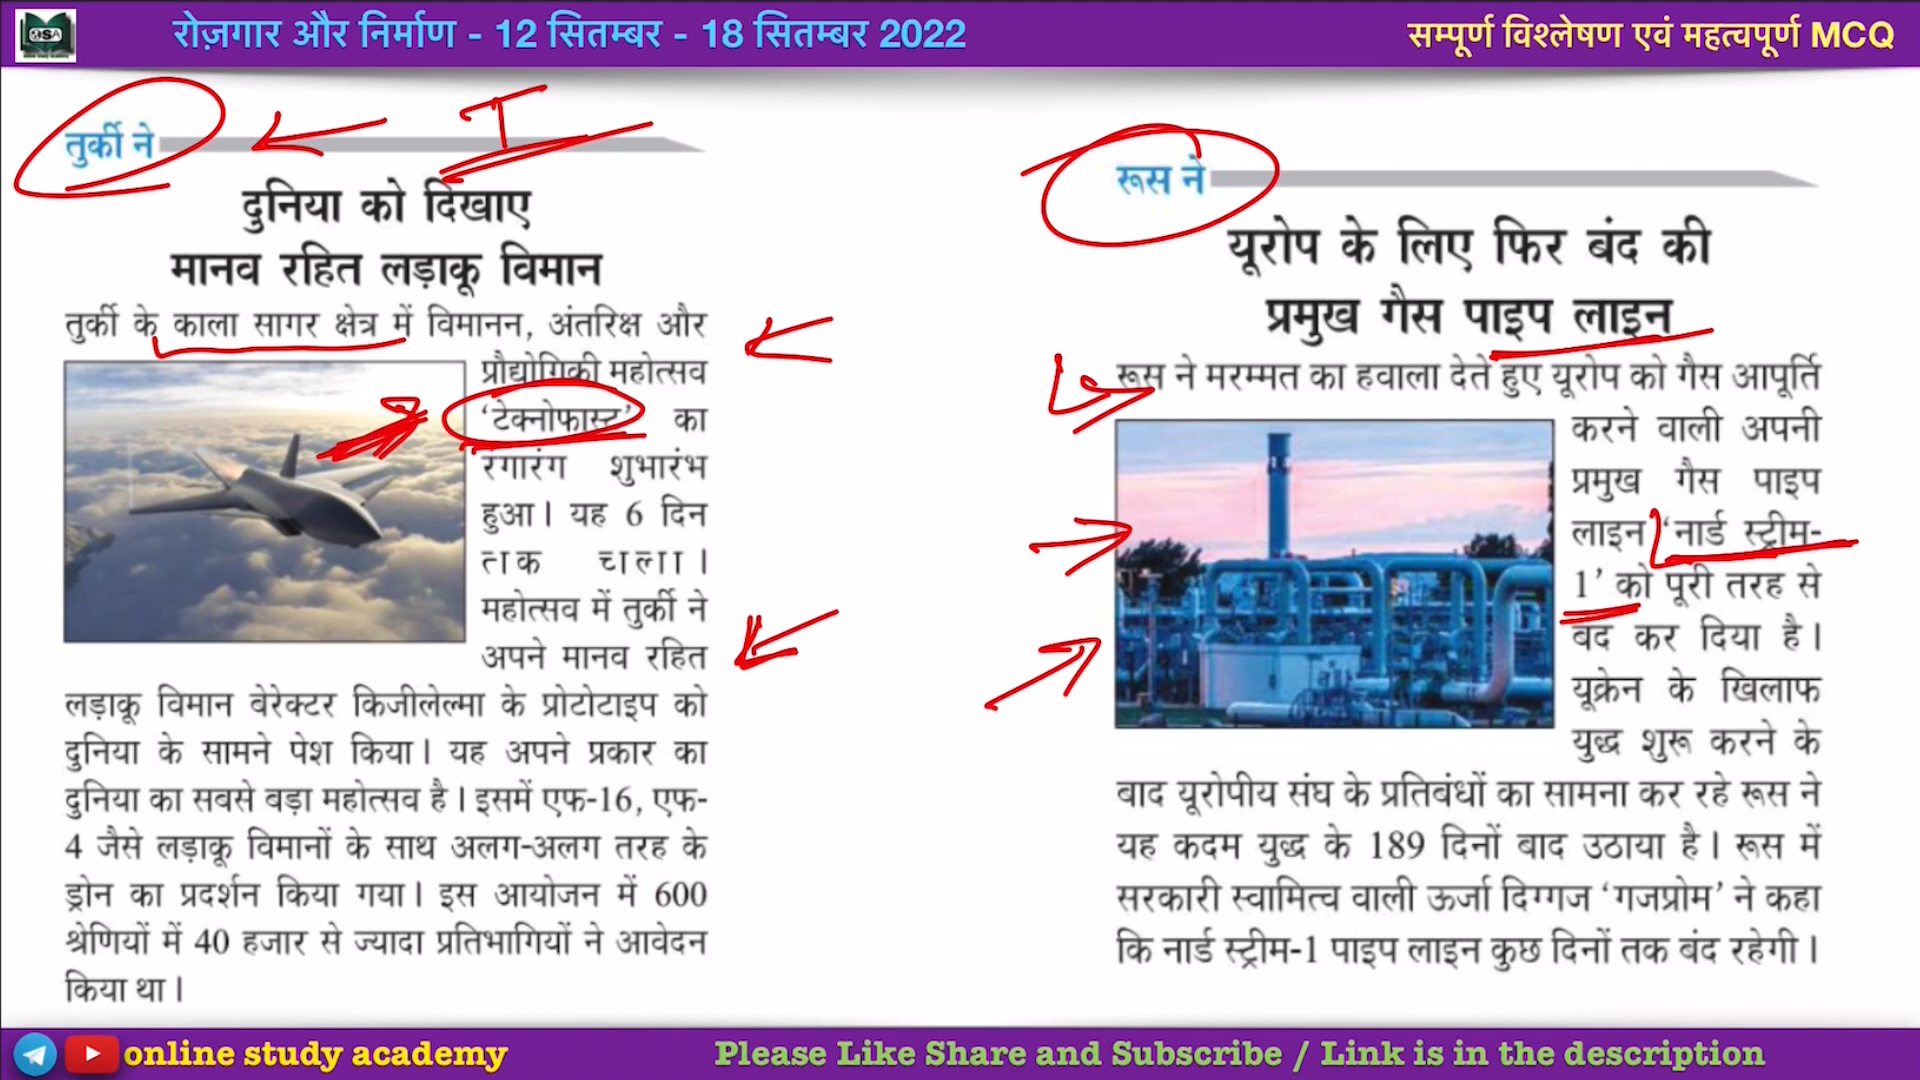 OSA
रोज़गार और निर्माण - 12 सितम्बर - 18 सितम्बर 2022
सम्पूर्ण विश्लेषण एवं महत्वपूर्ण MCQ
तुर्की ने
दुनिया को दिखाए
मानव रहित लड़ाकू विमान
तुर्की के काला सागर क्षेत्र में विमानन, अंतरिक्ष और
प्रौद्योगिकी महोत्सव
‘टेक्नोफास्ट’ का
रंगारंग शुभारंभ
हुआ। यह 6 दिन
तक चला।
महोत्सव में तुर्की ने
अपने मानव रहित
लड़ाकू विमान बेरेक्टर किजीलेल्मा के प्रोटोटाइप को
दुनिया के सामने पेश किया। यह अपने प्रकार का
दुनिया का सबसे बड़ा महोत्सव है। इसमें एफ-16, एफ-
4 जैसे लड़ाकू विमानों के साथ अलग-अलग तरह के
ड्रोन का प्रदर्शन किया गया। इस आयोजन में 600
श्रेणियों में 40 हजार से ज्यादा प्रतिभागियों ने आवेदन
किया था।
रूस ने
यूरोप के लिए फिर बंद की
प्रमुख गैस पाइप लाइन
रूस ने मरम्मत का हवाला देते हुए यूरोप को गैस आपूर्ति
करने वाली अपनी
प्रमुख गैस पाइप
लाइन ‘नार्ड स्ट्रीम-
1’ को पूरी तरह से
बंद कर दिया है।
यूक्रेन के खिलाफ
युद्ध शुरू करने के
बाद यूरोपीय संघ के प्रतिबंधों का सामना कर रहे रूस ने
यह कदम युद्ध के 189 दिनों बाद उठाया है। रूस में
सरकारी स्वामित्व वाली ऊर्जा दिग्गज ‘गजप्रोम’ ने कहा
कि नार्ड स्ट्रीम-1 पाइप लाइन कुछ दिनों तक बंद रहेगी।
online study academy
Please Like Share and Subscribe / Link is in the description